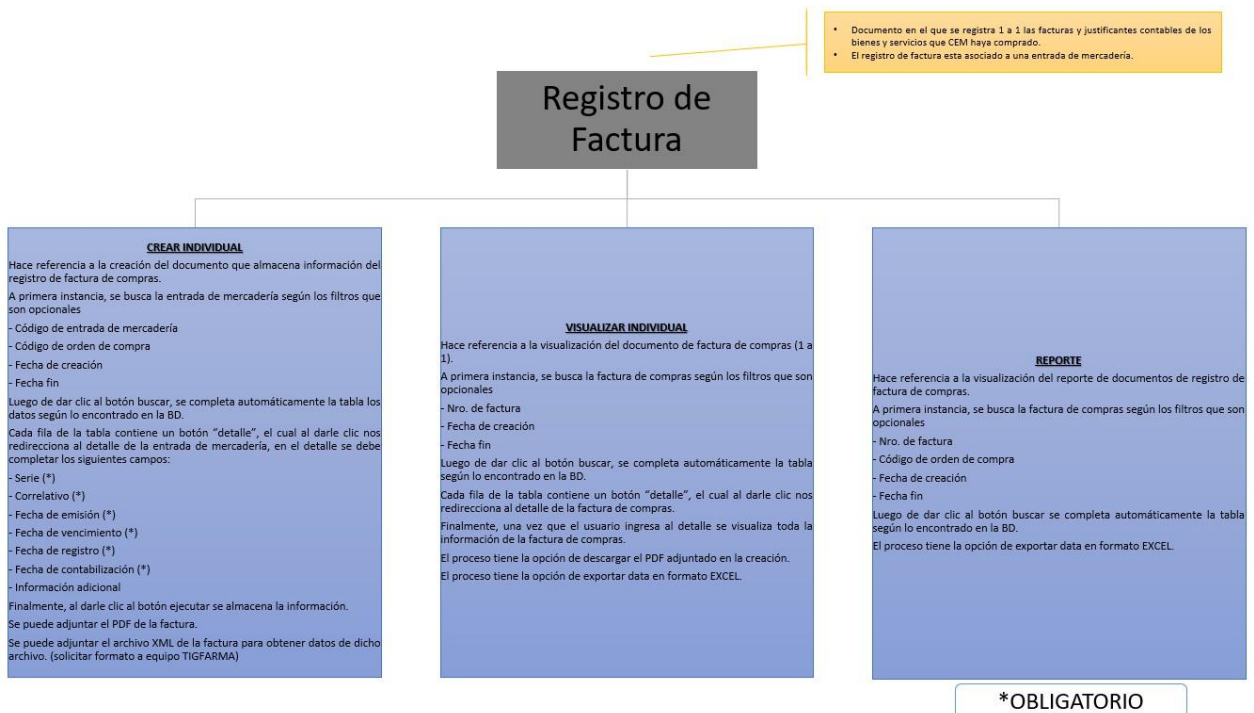 • Documento en el que se registra 1 a 1 las facturas y justificantes contables de los
bienes y servicios que CEM haya comprado.
• El registro de factura esta asociado a una entrada de mercadería.
Registro de
Factura
CREAR INDIVIDUAL
Hace referencia a la creación del documento que almacena información del
registro de factura de compras.
A primera instancia, se busca la entrada de mercadería según los filtros que
son opcionales
- Código de entrada de mercadería
- Código de orden de compra
- Fecha de creación
- Fecha fin
Luego de dar clic al botón buscar, se completa automáticamente la tabla los
datos según lo encontrado en la BD.
Cada fila de la tabla contiene un botón “detalle”, el cual al darle clic nos
redirecciona al detalle de la entrada de mercadería, en el detalle se debe
completar los siguientes campos:
- Serie (*)
- Correlativo (*)
- Fecha de emisión (*)
- Fecha de vencimiento (*)
- Fecha de registro (*)
- Fecha de contabilización (*)
- Información adicional
Finalmente, al darle clic al botón ejecutar se almacena la información.
Se puede adjuntar el PDF de la factura.
Se puede adjuntar el archivo XML de la factura para obtener datos de dicho
archivo. (solicitar formato a equipo TIGFARMA)
VISUALIZAR INDIVIDUAL
Hace referencia a la visualización del documento de factura de compras (1 a
1).
A primera instancia, se busca la factura de compras según los filtros que son
opcionales
- Nro. de factura
- Fecha de creación
- Fecha fin
Luego de dar clic al botón buscar, se completa automáticamente la tabla
según lo encontrado en la BD.
Cada fila de la tabla contiene un botón “detalle”, el cual al darle clic nos
redirecciona al detalle de la factura de compras.
Finalmente, una vez que el usuario ingresa al detalle se visualiza toda la
información de la factura de compras.
El proceso tiene la opción de descargar el PDF adjuntado en la creación.
El proceso tiene la opción de exportar data en formato EXCEL.
REPORTE
Hace referencia a la visualización del reporte de documentos de registro de
factura de compras.
A primera instancia, se busca la factura de compras según los filtros que son
opcionales
- Nro. de factura
- Código de orden de compra
- Fecha de creación
- Fecha fin
Luego de dar clic al botón buscar se completa automáticamente la tabla
según lo encontrado en la BD.
El proceso tiene la opción de exportar data en formato EXCEL.
*OBLIGATORIO